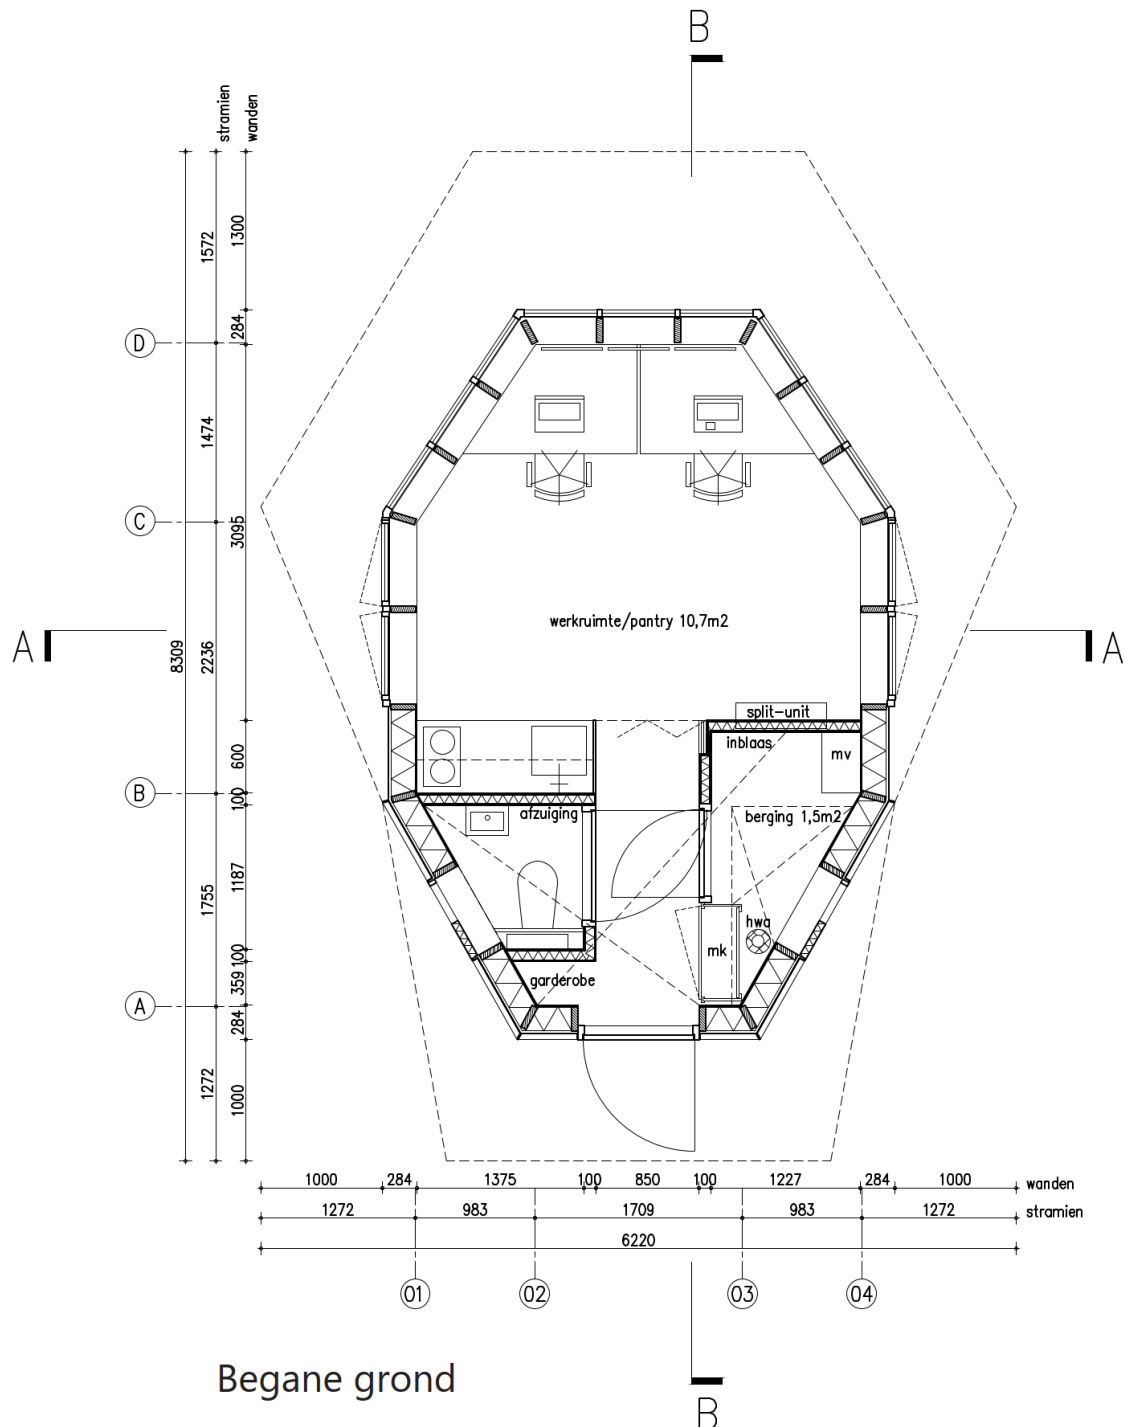 B
stramien
wanden
1300
1572
284
D
1474
C
3095
werkruimte/pantry 10,7m2
A
A
8309
2236
split-unit
inblaas
mv
600
B
100
afzuiging
berging 1,5m2
1187
1755
hwa
mk
100
garderobe
359
A
284
1272
1000
1000 284 1375 100 850 100 1227 284 1000 wanden
1272 983 1709 983 1272 stramien
6220
01 02 03 04
Begane grond
B